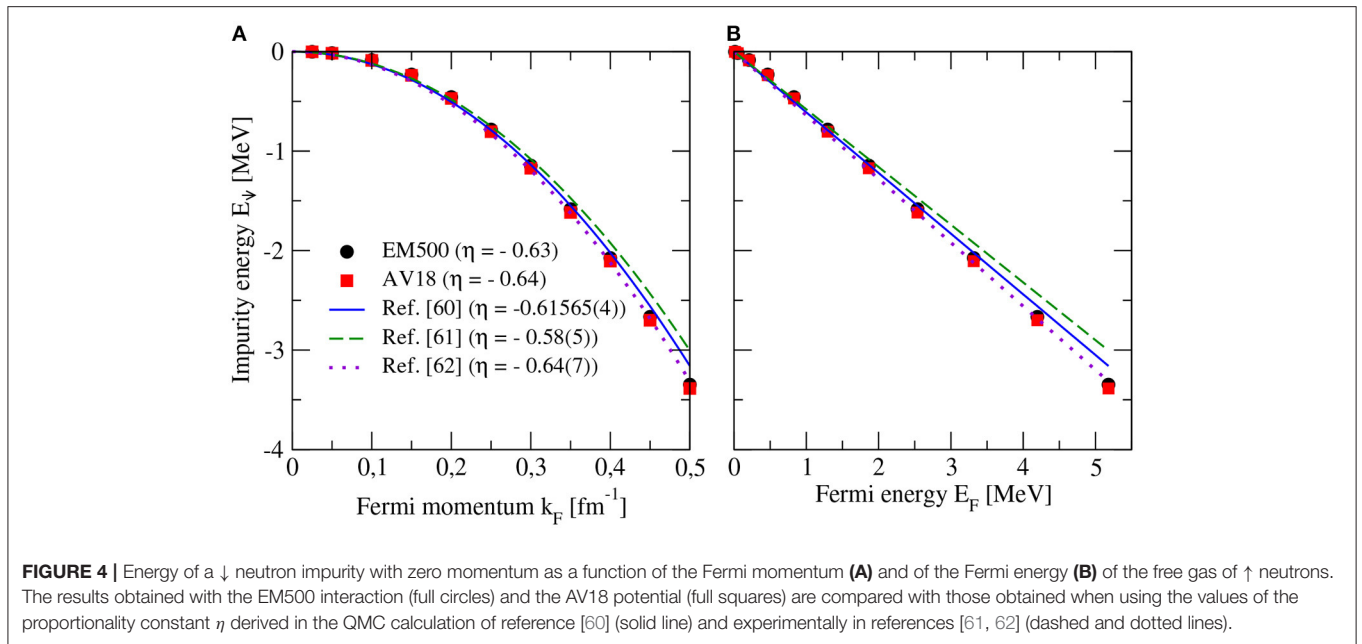 A
B
0
-1
-2
-3
-4
Impurity energy E_ψ [MeV]
EM500 (η = - 0.63)
AV18 (η = - 0.64)
Ref. [60] (η = -0.61565(4))
Ref. [61] (η = - 0.58(5))
Ref. [62] (η = - 0.64(7))
0 0,1 0,2 0,3 0,4 0,5
Fermi momentum k_F [fm⁻¹]
0 1 2 3 4 5
Fermi energy E_F [MeV]
FIGURE 4 | Energy of a ↓ neutron impurity with zero momentum as a function of the Fermi momentum (A) and of the Fermi energy (B) of the free gas of ↑ neutrons.
The results obtained with the EM500 interaction (full circles) and the AV18 potential (full squares) are compared with those obtained when using the values of the
proportionality constant η derived in the QMC calculation of reference [60] (solid line) and experimentally in references [61, 62] (dashed and dotted lines).